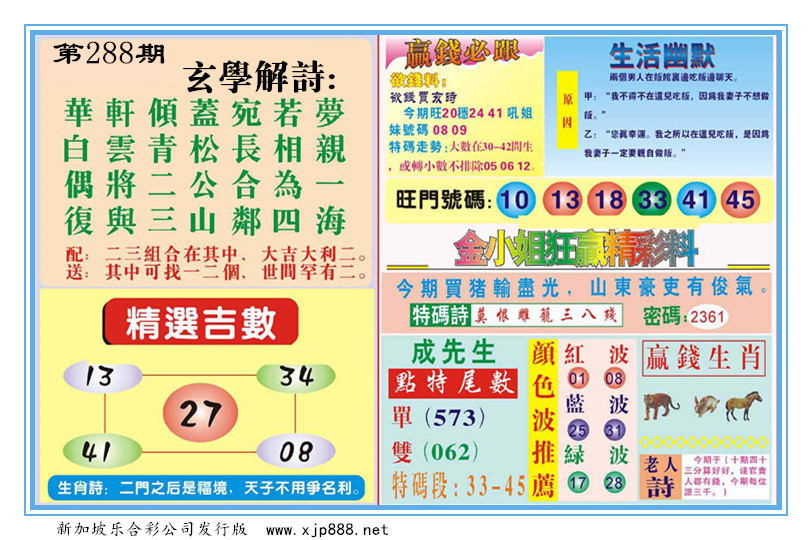 第288期
玄學解詩:
華軒傾蓋宛若夢
白雲青松長相親
偶將二公合為一
復與三山鄰四海
配：二三組合在其中，大吉大利二。
送：其中可找一二個，世間罕有二。
精選吉數
13
34
27
41
08
生肖詩：二門之后是福境，天子不用爭名利。
贏錢必跟
欲錢料：
欲錢買亥時
今期旺20穩24 41 吼姐
妹號碼 08 09
特碼走勢：大數在30-42間生
，或轉小數不排除05 06 12。
生活幽默
兩個男人在飯館裏邊吃飯邊聊天。
原因
甲：“我不得不在這兒吃飯，因爲我妻子不想做
飯。”
乙：“您真幸運。我之所以在這兒吃飯，是因爲
我妻子一定要親自做飯。”
旺門號碼：10 13 18 33 41 45
金小姐狂贏精彩料
今期買猪輸盡光，山東豪吏有俊氣。
特碼詩 莫恨雕籠三八殘 密碼：2361
成先生
點特尾數
單（573）
雙（062）
特碼段：33-45
顔色波推薦
紅 波
01 08
藍 波
25 31
緑 波
17 28
贏錢生肖
老人詩
今期于（十點四十
三分算好好，達官貴
人都有錢，今期每位
派三千。）
新加坡乐合彩公司发行版 www.xjp888.net